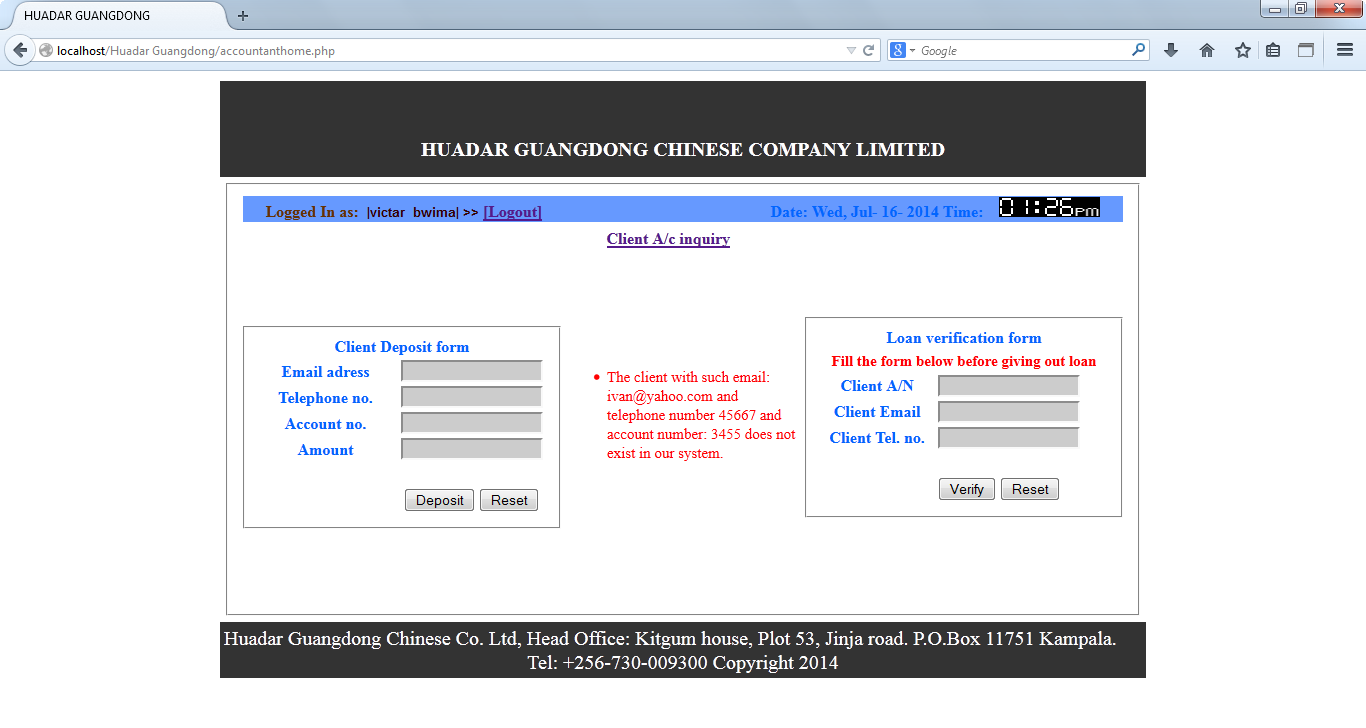 HUADAR GUANGDONG
localhost/Huadar Guangdong/accountanthome.php
Google
HUADAR GUANGDONG CHINESE COMPANY LIMITED
Logged In as: |victar bwima| >> [Logout]
Date: Wed, Jul- 16- 2014 Time: 01:26pm
Client A/c inquiry
Client Deposit form
Email adress
Telephone no.
Account no.
Amount
Deposit Reset
The client with such email:
ivan@yahoo.com and
telephone number 45667 and
account number: 3455 does not
exist in our system.
Loan verification form
Fill the form below before giving out loan
Client A/N
Client Email
Client Tel. no.
Verify Reset
Huadar Guangdong Chinese Co. Ltd, Head Office: Kitgum house, Plot 53, Jinja road. P.O.Box 11751 Kampala.
Tel: +256-730-009300 Copyright 2014